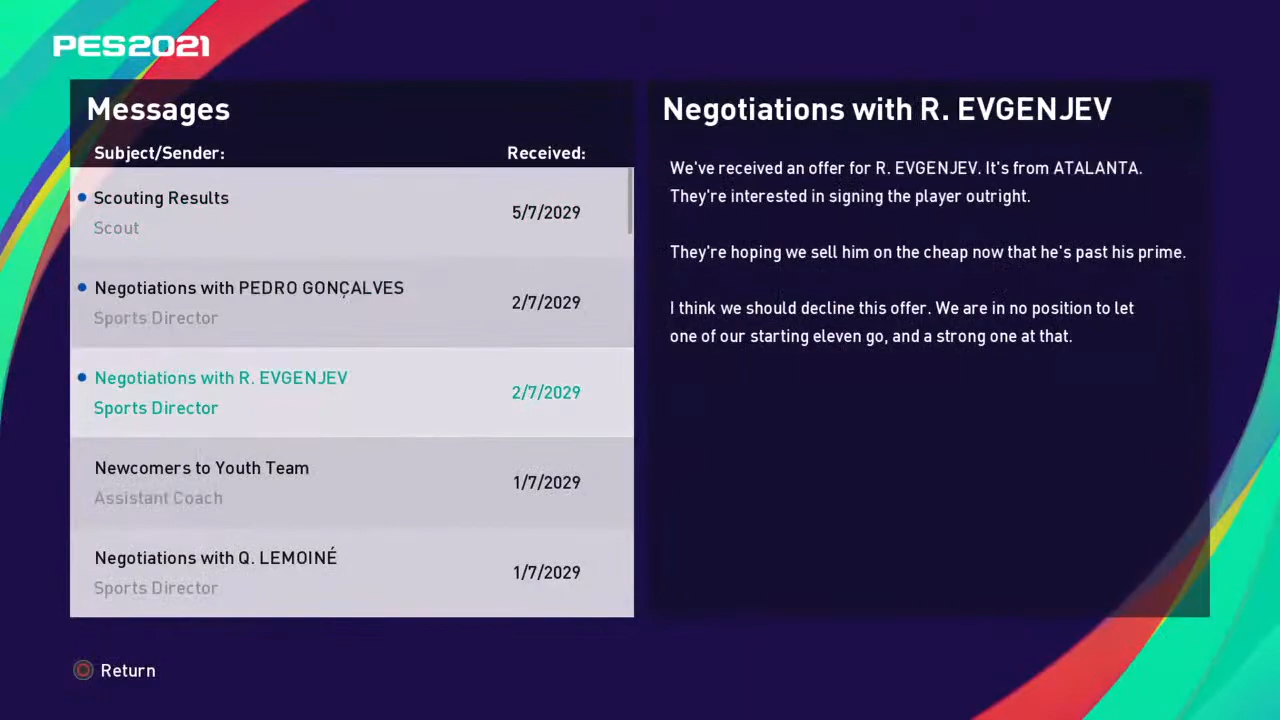 PES2021
Messages
Subject/Sender:
Received:
Scouting Results
Scout
5/7/2029
Negotiations with PEDRO GONÇALVES
Sports Director
2/7/2029
Negotiations with R. EVGENJEV
Sports Director
2/7/2029
Newcomers to Youth Team
Assistant Coach
1/7/2029
Negotiations with Q. LEMOINÉ
Sports Director
1/7/2029
Negotiations with R. EVGENJEV
We've received an offer for R. EVGENJEV. It's from ATALANTA.
They're interested in signing the player outright.
They're hoping we sell him on the cheap now that he's past his prime.
I think we should decline this offer. We are in no position to let
one of our starting eleven go, and a strong one at that.
Return